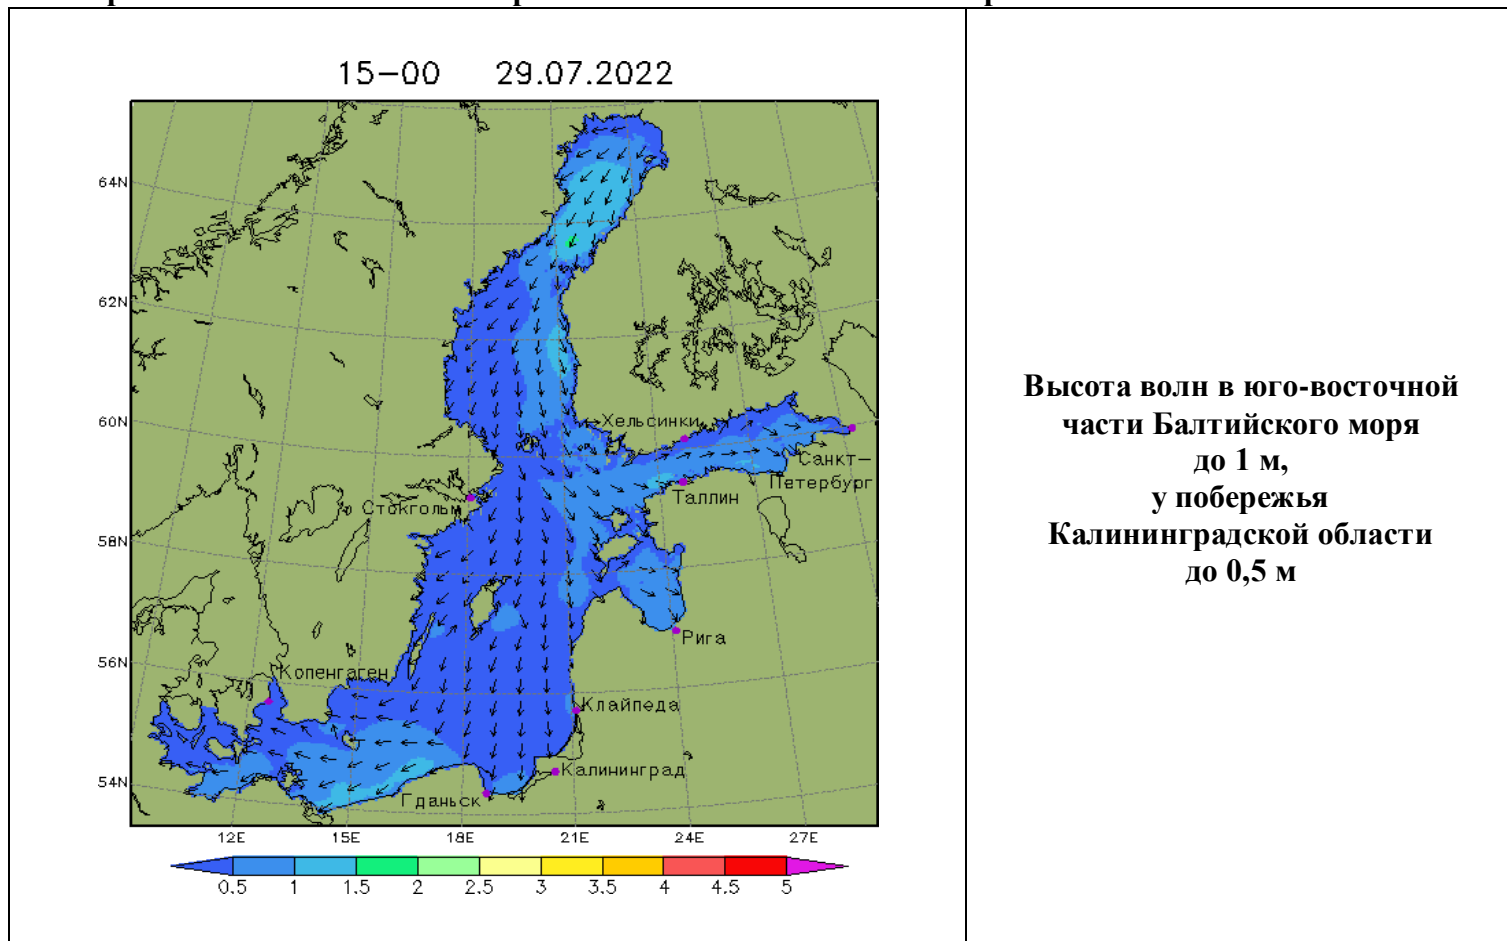 15-00 29.07.2022
64N
62N
60N
58N
56N
54N
Хельсинки
Санкт-
Петербург
Таллин
Стокгольм
Рига
Копенгаген
Клайпеда
Калининград
Гданьск
12E 15E 18E 21E 24E 27E
0.5 1 1.5 2 2.5 3 3.5 4 4.5 5
Высота волн в юго-восточной
части Балтийского моря
до 1 м,
у побережья
Калининградской области
до 0,5 м